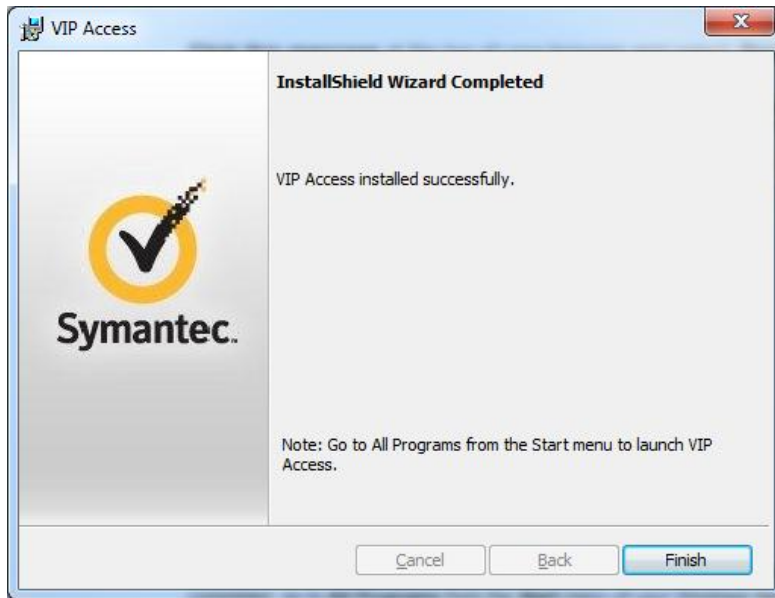 VIP Access
InstallShield Wizard Completed
VIP Access installed successfully.
Symantec.
Note: Go to All Programs from the Start menu to launch VIP
Access.
Cancel
Back
Finish